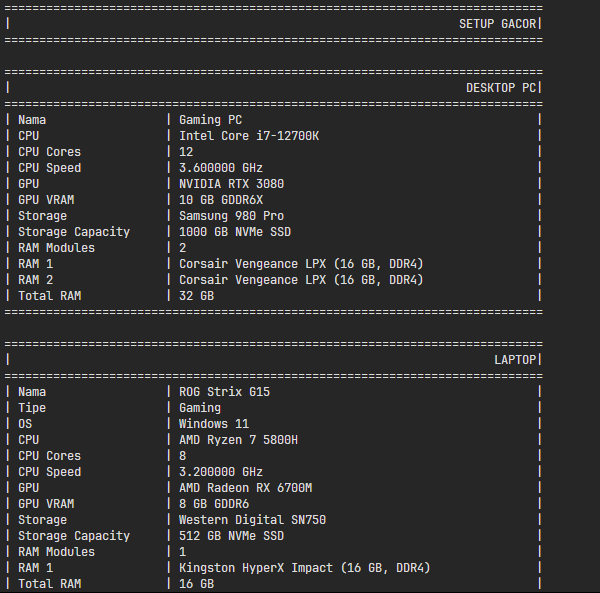 =============================================================================
|                                                                SETUP GACOR|
=============================================================================
=============================================================================
|                                                                 DESKTOP PC|
=============================================================================
| Nama                 | Gaming PC                                          |
| CPU                  | Intel Core i7-12700K                               |
| CPU Cores            | 12                                                 |
| CPU Speed            | 3.600000 GHz                                       |
| GPU                  | NVIDIA RTX 3080                                    |
| GPU VRAM             | 10 GB GDDR6X                                       |
| Storage              | Samsung 980 Pro                                    |
| Storage Capacity     | 1000 GB NVMe SSD                                   |
| RAM Modules          | 2                                                  |
| RAM 1                | Corsair Vengeance LPX (16 GB, DDR4)                |
| RAM 2                | Corsair Vengeance LPX (16 GB, DDR4)                |
| Total RAM            | 32 GB                                              |
=============================================================================
=============================================================================
|                                                                     LAPTOP|
=============================================================================
| Nama                 | ROG Strix G15                                      |
| Tipe                 | Gaming                                             |
| OS                   | Windows 11                                         |
| CPU                  | AMD Ryzen 7 5800H                                  |
| CPU Cores            | 8                                                  |
| CPU Speed            | 3.200000 GHz                                       |
| GPU                  | AMD Radeon RX 6700M                                |
| GPU VRAM             | 8 GB GDDR6                                         |
| Storage              | Western Digital SN750                              |
| Storage Capacity     | 512 GB NVMe SSD                                    |
| RAM Modules          | 1                                                  |
| RAM 1                | Kingston HyperX Impact (16 GB, DDR4)               |
| Total RAM            | 16 GB                                              |